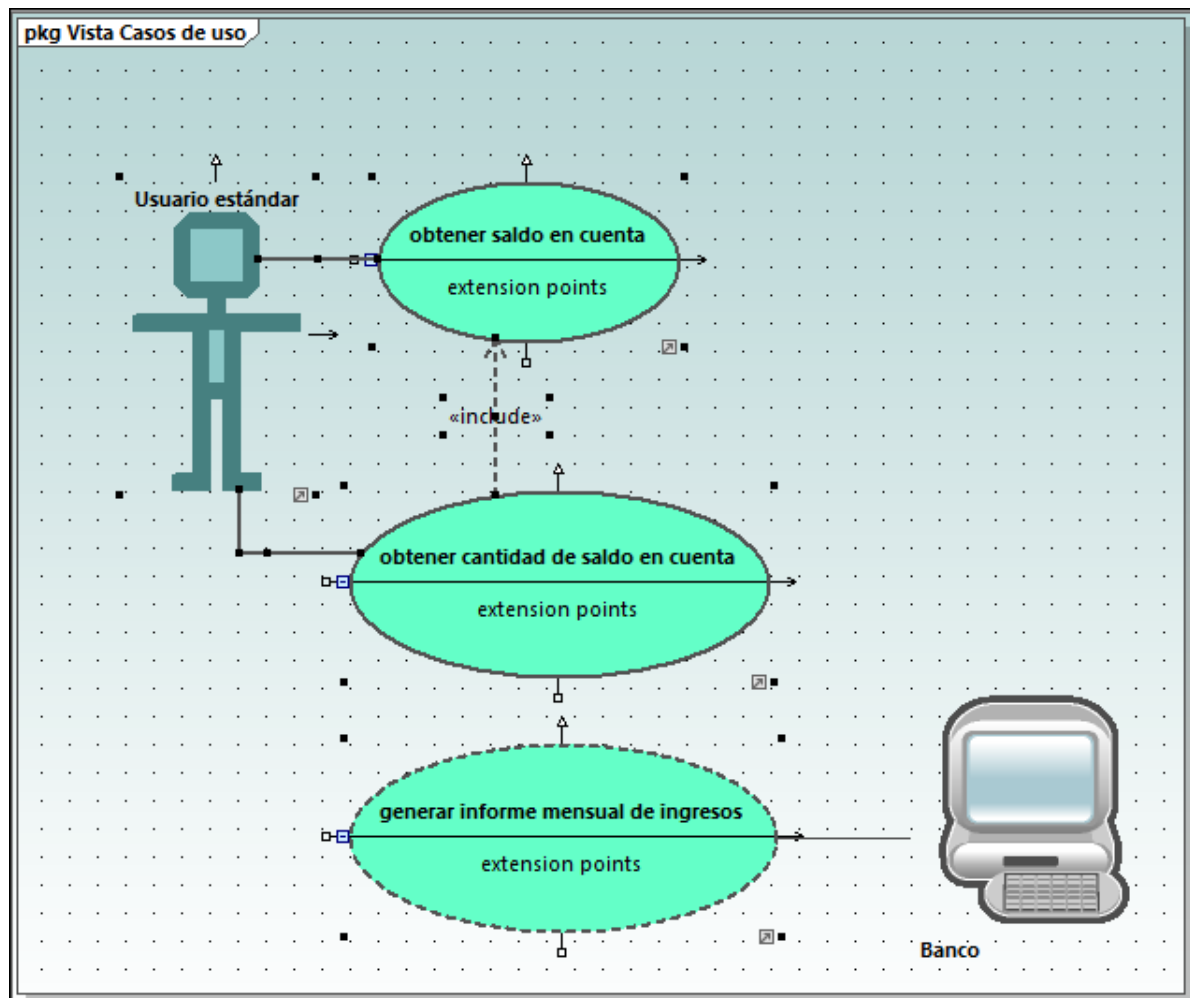 pkg Vista Casos de uso
Usuario estándar
obtener saldo en cuenta
extension points
«include»
obtener cantidad de saldo en cuenta
extension points
generar informe mensual de ingresos
extension points
Banco